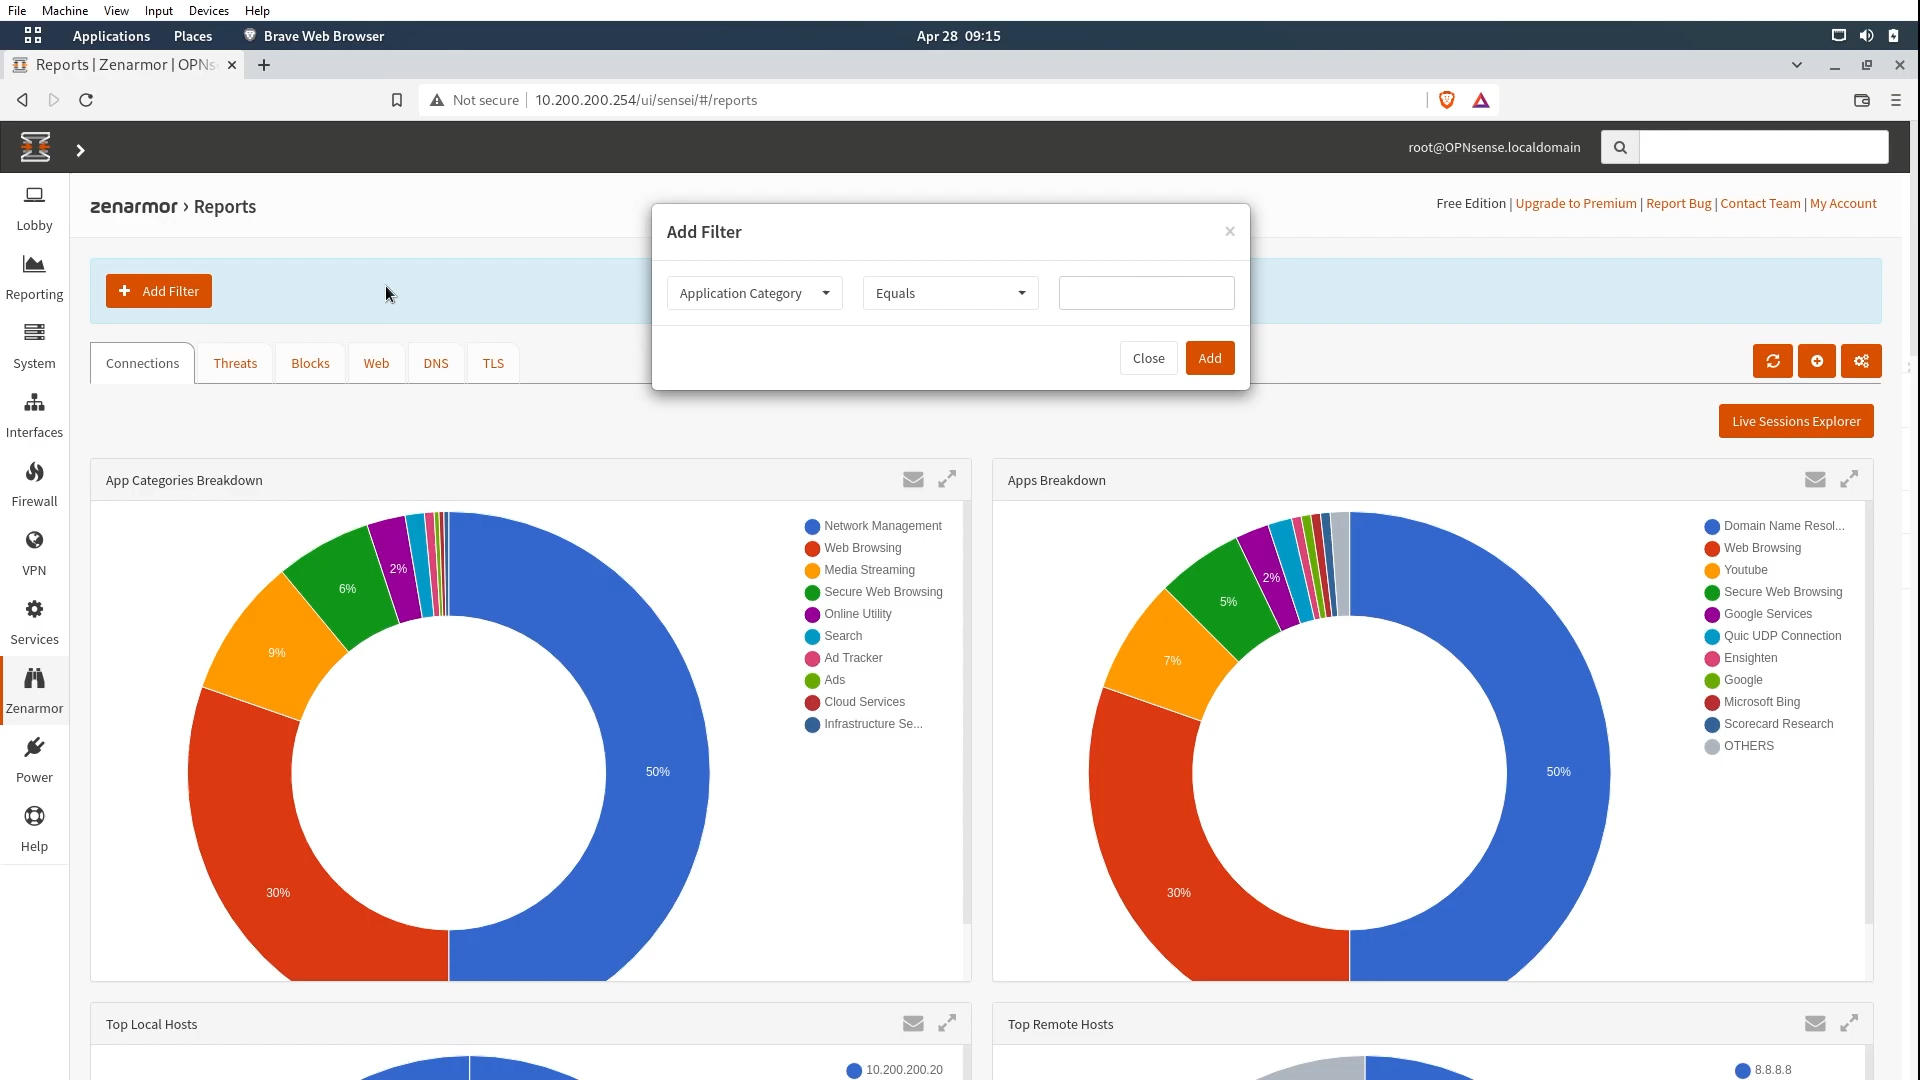 File Machine View Input Devices Help
Applications Places Brave Web Browser Apr 28 09:15
Reports | Zenarmor | OPNs
Not secure 10.200.200.254/ui/sensei/#/reports
root@OPNsense.localdomain
zenarmor › Reports
Free Edition | Upgrade to Premium | Report Bug | Contact Team | My Account
Lobby
Reporting
System
Interfaces
Firewall
VPN
Services
Zenarmor
Power
Help
+ Add Filter
Add Filter ×
Application Category Equals
Close Add
Connections Threats Blocks Web DNS TLS
Live Sessions Explorer
App Categories Breakdown
50%
30%
9%
6%
2%
Network Management
Web Browsing
Media Streaming
Secure Web Browsing
Online Utility
Search
Ad Tracker
Ads
Cloud Services
Infrastructure Se...
Apps Breakdown
50%
30%
7%
5%
2%
Domain Name Resol...
Web Browsing
Youtube
Secure Web Browsing
Google Services
Quic UDP Connection
Ensighten
Google
Microsoft Bing
Scorecard Research
OTHERS
Top Local Hosts
10.200.200.20
Top Remote Hosts
8.8.8.8